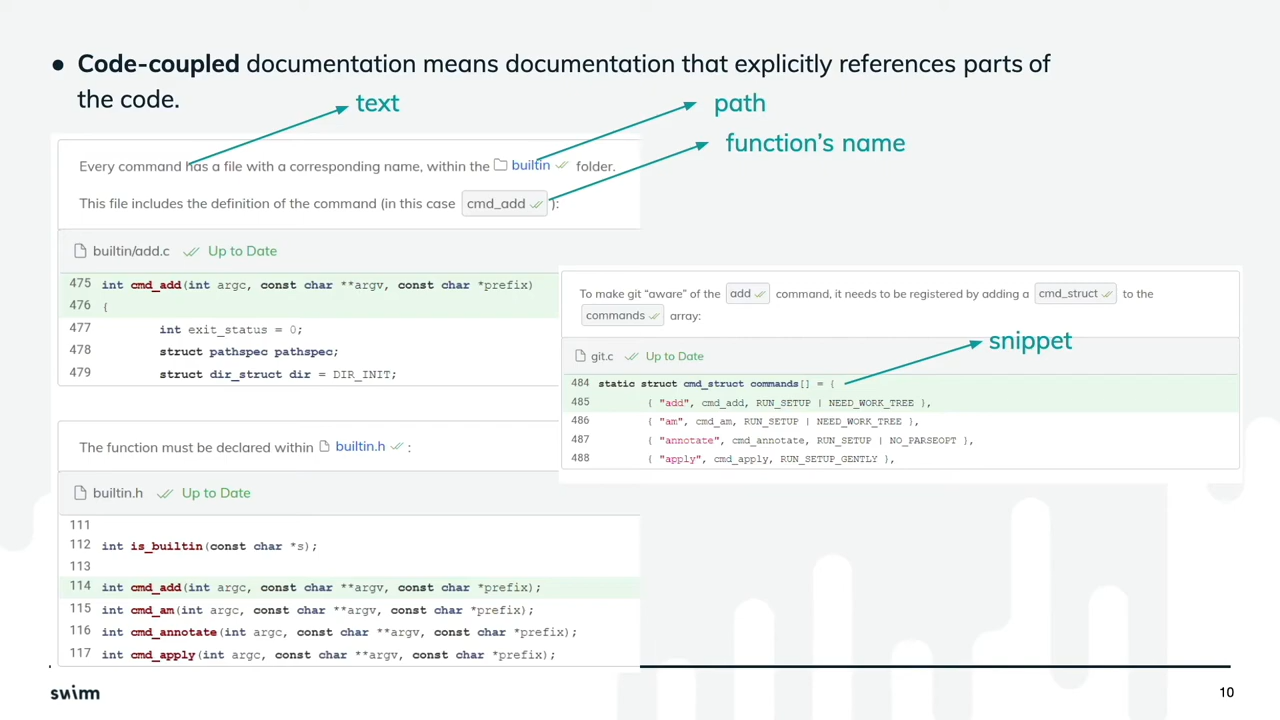 ● Code-coupled documentation means documentation that explicitly references parts of
the code.
text
path
function's name
Every command has a file with a corresponding name, within the builtin folder.
This file includes the definition of the command (in this case cmd_add ):
builtin/add.c Up to Date
475 int cmd_add(int argc, const char **argv, const char *prefix)
476 {
477 int exit_status = 0;
478 struct pathspec pathspec;
479 struct dir_struct dir = DIR_INIT;
The function must be declared within builtin.h :
builtin.h Up to Date
111
112 int is_builtin(const char *s);
113
114 int cmd_add(int argc, const char **argv, const char *prefix);
115 int cmd_am(int argc, const char **argv, const char *prefix);
116 int cmd_annotate(int argc, const char **argv, const char *prefix);
117 int cmd_apply(int argc, const char **argv, const char *prefix);
To make git “aware” of the add command, it needs to be registered by adding a cmd_struct to the
commands array:
snippet
git.c Up to Date
484 static struct cmd_struct commands[] = {
485 { "add", cmd_add, RUN_SETUP | NEED_WORK_TREE },
486 { "am", cmd_am, RUN_SETUP | NEED_WORK_TREE },
487 { "annotate", cmd_annotate, RUN_SETUP | NO_PARSEOPT },
488 { "apply", cmd_apply, RUN_SETUP_GENTLY },
swimm
10